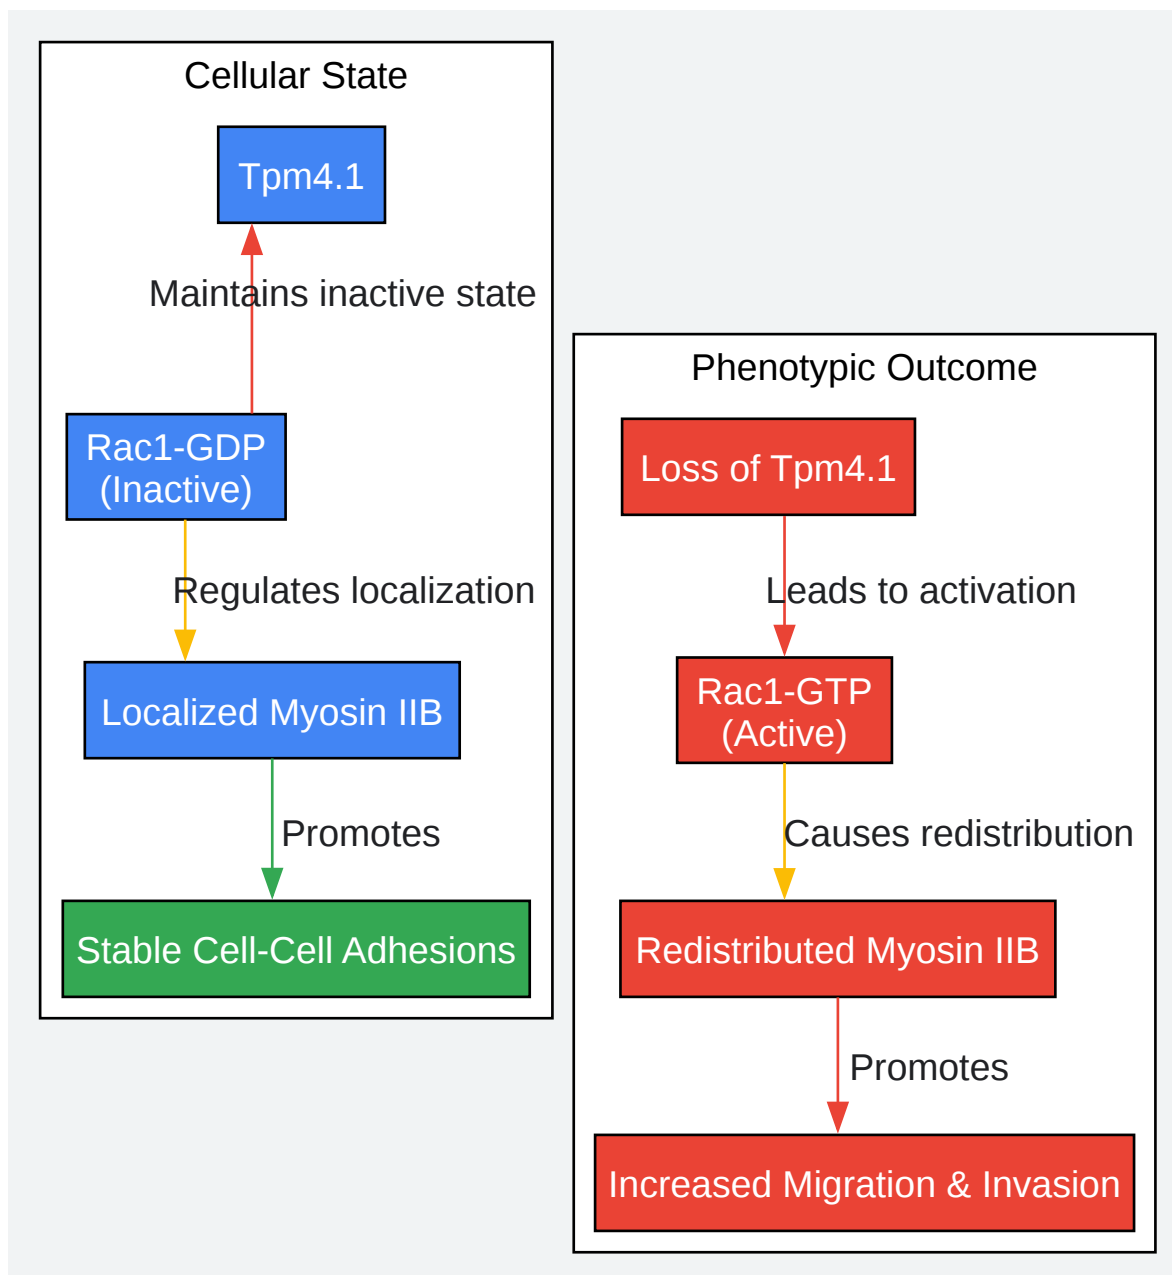 Cellular State
Tpm4.1
Maintains inactive state
Rac1-GDP
(Inactive)
Regulates localization
Localized Myosin IIB
Promotes
Stable Cell-Cell Adhesions
Phenotypic Outcome
Loss of Tpm4.1
Leads to activation
Rac1-GTP
(Active)
Causes redistribution
Redistributed Myosin IIB
Promotes
Increased Migration & Invasion